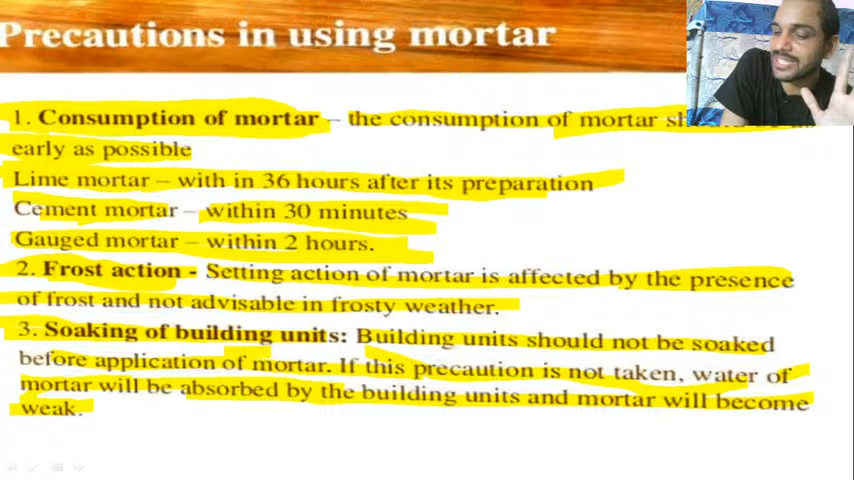 Precautions in using mortar
1. Consumption of mortar – the consumption of mortar
early as possible
Lime mortar – with in 36 hours after its preparation
Cement mortar – within 30 minutes
Gauged mortar – within 2 hours.
2. Frost action - Setting action of mortar is affected by the presence
of frost and not advisable in frosty weather.
3. Soaking of building units: Building units should not be soaked
before application of mortar. If this precaution is not taken, water of
mortar will be absorbed by the building units and mortar will become
weak.